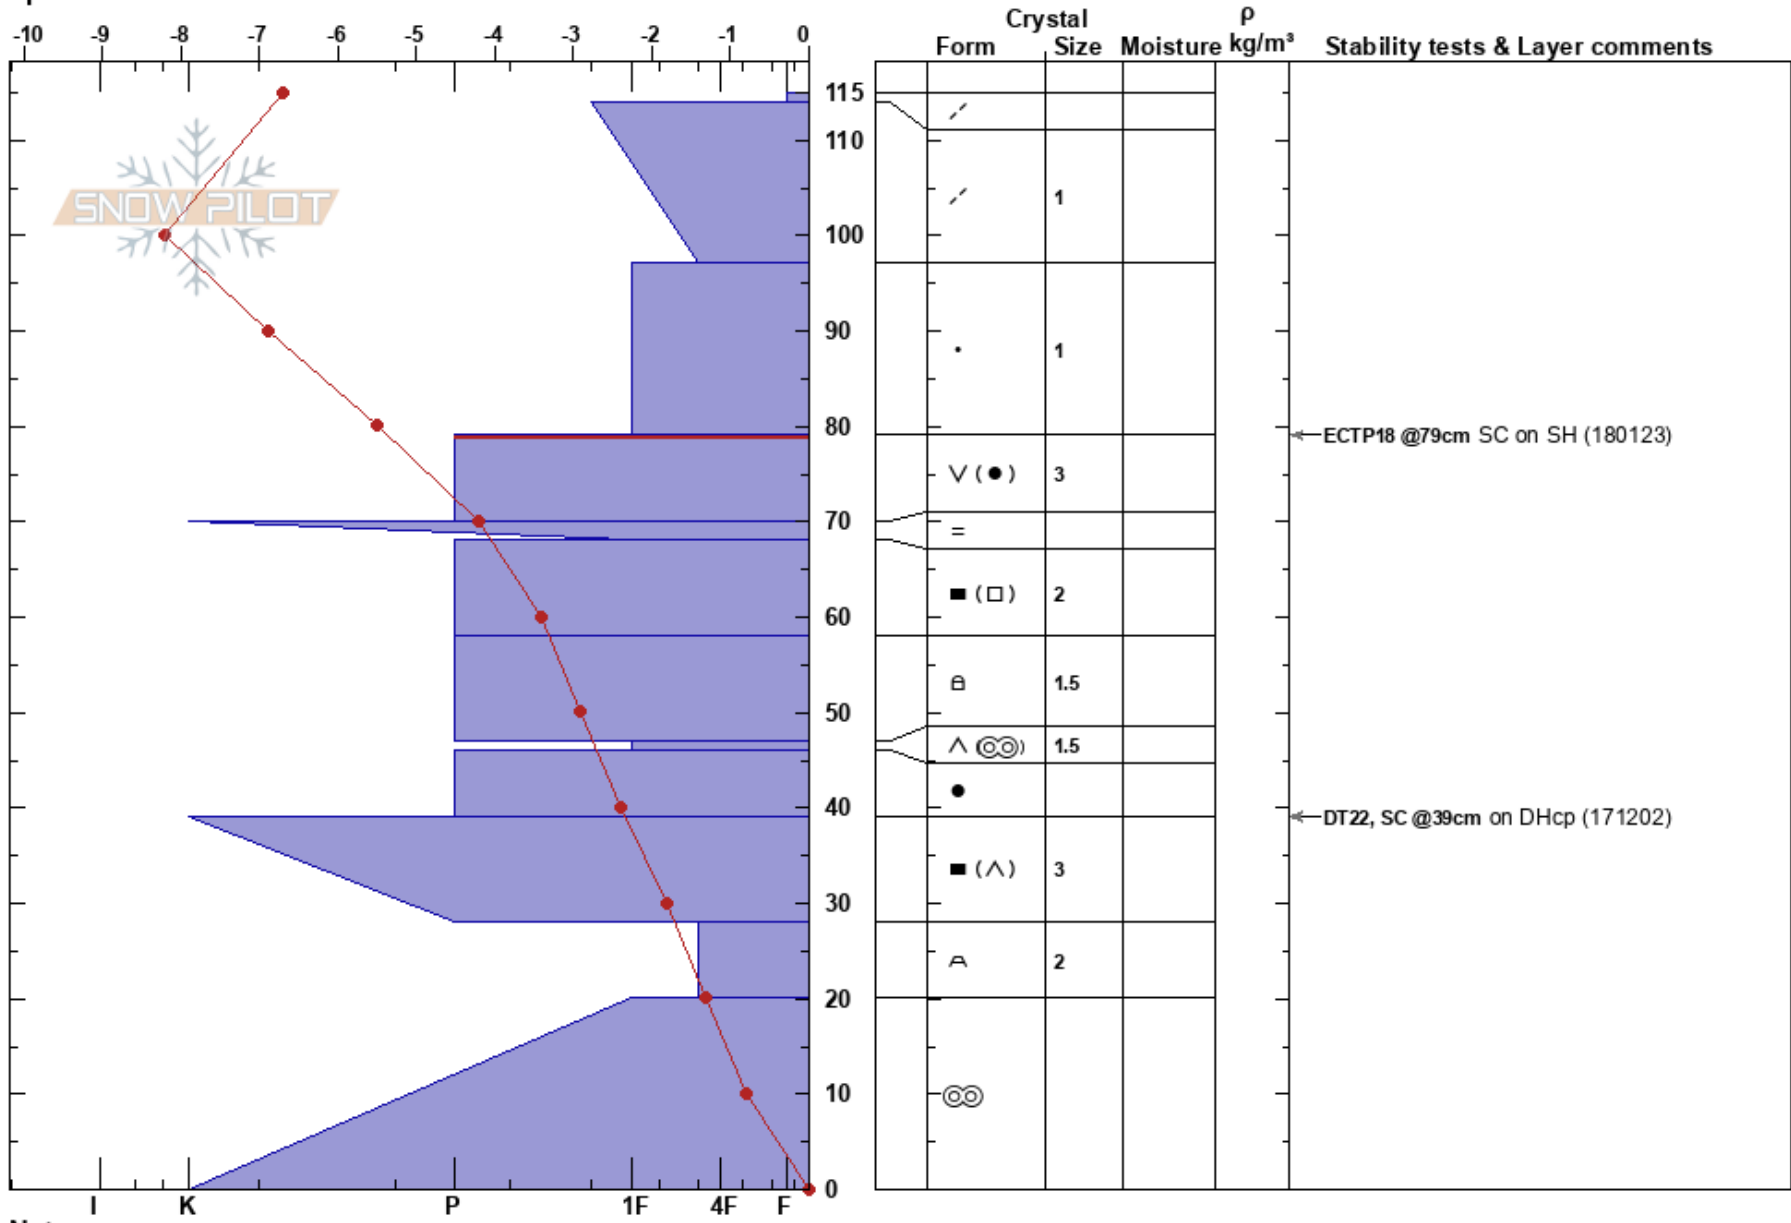 Crystal ρ
-10 -9 -8 -7 -6 -5 -4 -3 -2 -1 0 Form Size Moisture kg/m³ Stability tests & Layer comments
115
110
SNOW PILOT
1
100
90 1
80
ECTP18 @79cm SC on SH (180123)
( ) 3
70
=
( ) 2
60
1.5
50
( ) 1.5
40
DT22, SC @39cm on DHcp (171202)
( ) 3
30
2
20
10
0
I K P 1F 4F F